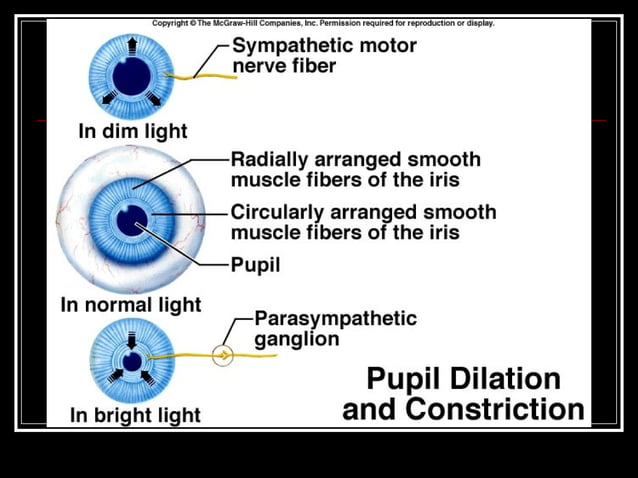 Copyright © The McGraw-Hill Companies, Inc. Permission required for reproduction or display.
Sympathetic motor
nerve fiber
In dim light
Radially arranged smooth
muscle fibers of the iris
Circularly arranged smooth
muscle fibers of the iris
Pupil
In normal light
Parasympathetic
ganglion
In bright light
Pupil Dilation
and Constriction